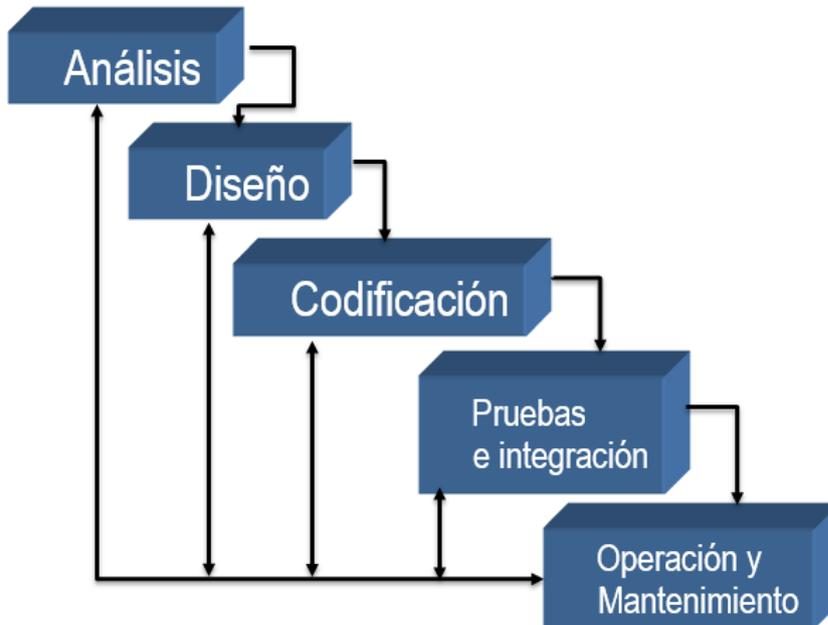 Análisis
Diseño
Codificación
Pruebas
e integración
Operación y
Mantenimiento